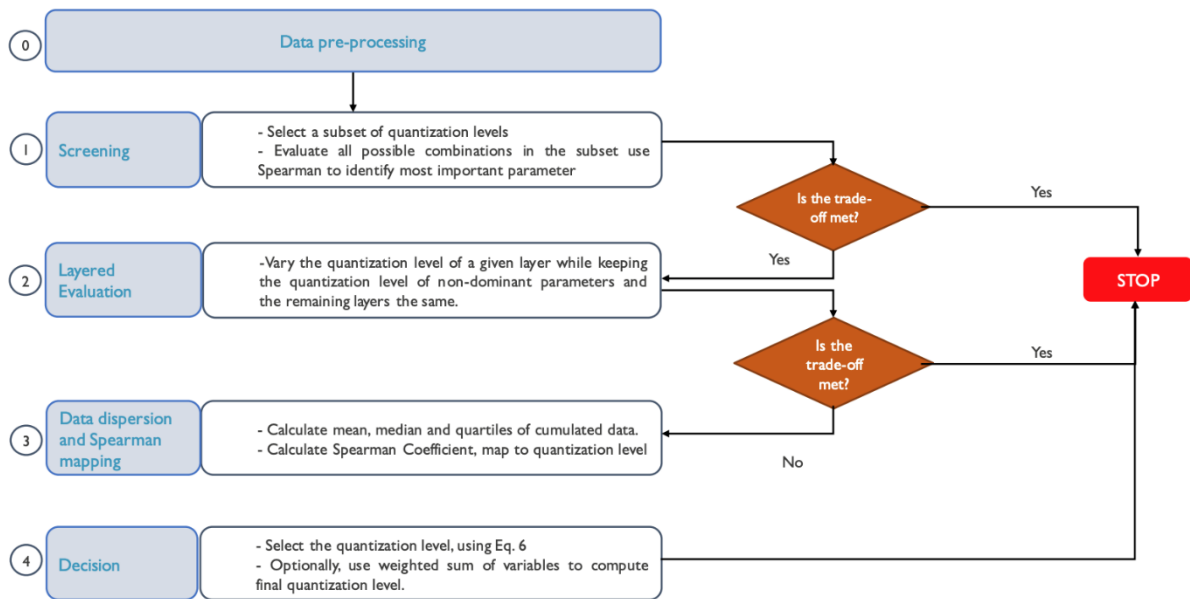 0
Data pre-processing
1
Screening
- Select a subset of quantization levels
- Evaluate all possible combinations in the subset use
Spearman to identify most important parameter
Is the trade-
off met?
Yes
Yes
2
Layered
Evaluation
-Vary the quantization level of a given layer while keeping
the quantization level of non-dominant parameters and
the remaining layers the same.
STOP
Is the
trade-off
met?
Yes
No
3
Data dispersion
and Spearman
mapping
- Calculate mean, median and quartiles of cumulated data.
- Calculate Spearman Coefficient, map to quantization level
4
Decision
- Select the quantization level, using Eq. 6
- Optionally, use weighted sum of variables to compute
final quantization level.